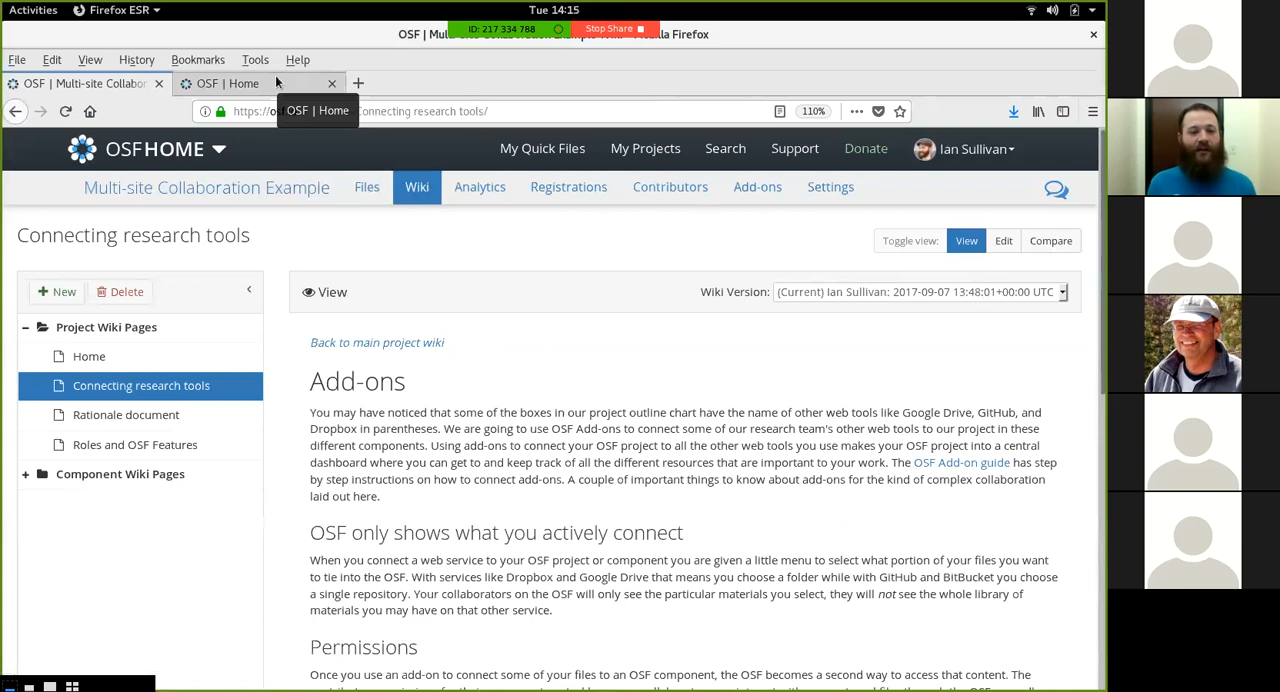 Activities Firefox ESR Tue 14:15
ID: 217 334 788 Stop Share
OSF | M
File Edit View History Bookmarks Tools Help
OSF | Multi-site Collabor OSF | Home
https://os connecting research tools/ 110%
OSF | Home
OSFHOME My Quick Files My Projects Search Support Donate Ian Sullivan
Multi-site Collaboration Example Files Wiki Analytics Registrations Contributors Add-ons Settings
Connecting research tools
Toggle view: View Edit Compare
New Delete
View
Wiki Version: (Current) Ian Sullivan: 2017-09-07 13:48:01+00:00 UTC
Project Wiki Pages
Home
Connecting research tools
Rationale document
Roles and OSF Features
Component Wiki Pages
Back to main project wiki
Add-ons
You may have noticed that some of the boxes in our project outline chart have the name of other web tools like Google Drive, GitHub, and
Dropbox in parentheses. We are going to use OSF Add-ons to connect some of our research team's other web tools to our project in these
different components. Using add-ons to connect your OSF project to all the other web tools you use makes your OSF project into a central
dashboard where you can get to and keep track of all the different resources that are important to your work. The OSF Add-on guide has step
by step instructions on how to connect add-ons. A couple of important things to know about add-ons for the kind of complex collaboration
laid out here.
OSF only shows what you actively connect
When you connect a web service to your OSF project or component you are given a little menu to select what portion of your files you want
to tie into the OSF. With services like Dropbox and Google Drive that means you choose a folder while with GitHub and BitBucket you choose
a single repository. Your collaborators on the OSF will only see the particular materials you select, they will not see the whole library of
materials you may have on that other service.
Permissions
Once you use an add-on to connect some of your files to an OSF component, the OSF becomes a second way to access that content. The